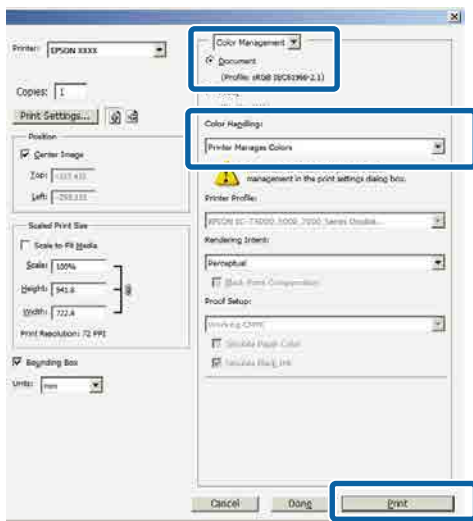 Printer: EPSON XXXX
Copies: 1
Print Settings...
Position
Center Image
Top:
Left:
Scaled Print Size
Scale to Fit Media
Scale: 100%
Height: 941.8
Width: 722.4
Print Resolution: 72 PPI
Bounding Box
Units: mm
Color Management
Document
(Profile: sRGB IEC61966-2.1)
Color Handling:
Printer Manages Colors
management in the print settings dialog box.
Printer Profile:
Rendering Intent:
Perceptual
Black Point Compensation
Proof Setup:
Working CMYK
Simulate Paper Color
Simulate Black Ink
Cancel
Done
Print